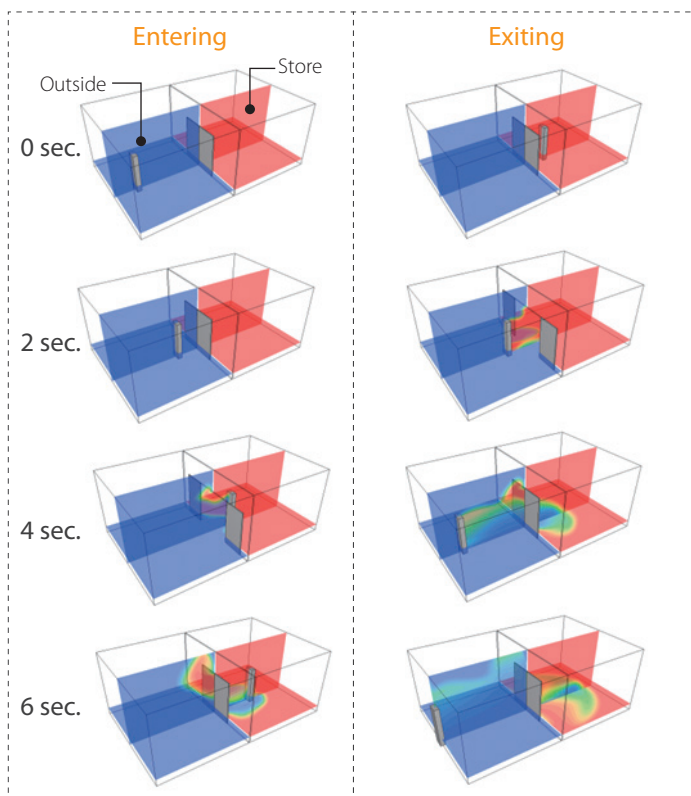 Entering
Exiting
Store
Outside
0 sec.
2 sec.
4 sec.
6 sec.